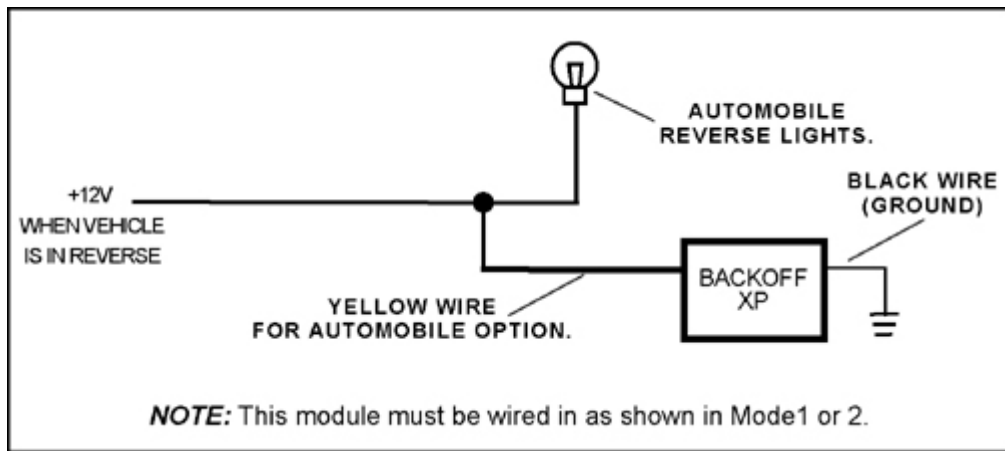 AUTOMOBILE
REVERSE LIGHTS.
BLACK WIRE
(GROUND)
+12V
WHEN VEHICLE
IS IN REVERSE
BACKOFF
XP
YELLOW WIRE
FOR AUTOMOBILE OPTION.
NOTE: This module must be wired in as shown in Mode1 or 2.